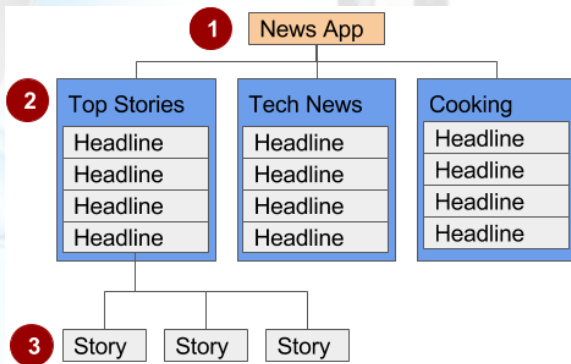 1 News App
2 Top Stories Tech News Cooking
Headline Headline Headline
Headline Headline Headline
Headline Headline Headline
Headline Headline Headline
3 Story Story Story